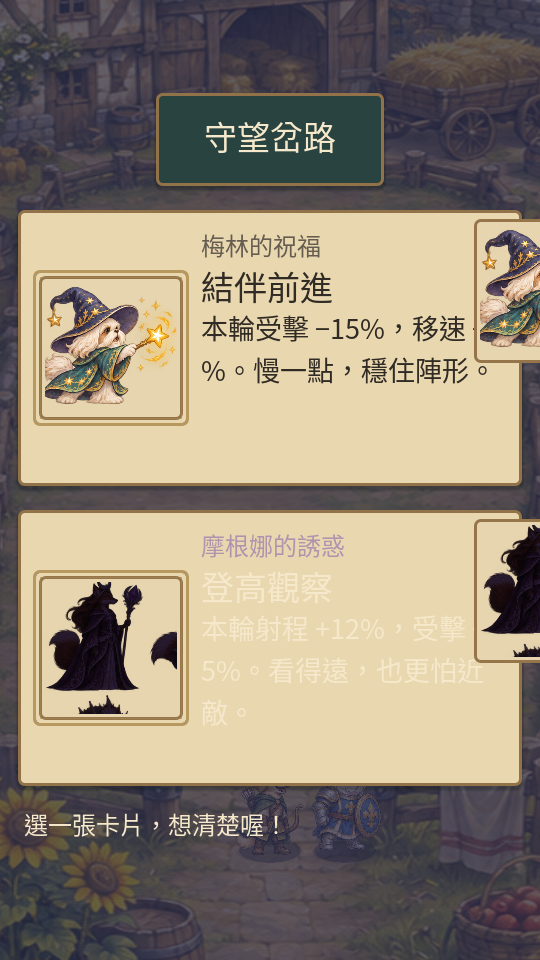 守望岔路
梅林的祝福
結伴前進
本輪受擊 −15%，移速
%。慢一點，穩住陣形。
摩根娜的誘惑
登高觀察
本輪射程 +12%，受擊
5%。看得遠，也更怕近
敵。
選一張卡片，想清楚喔！